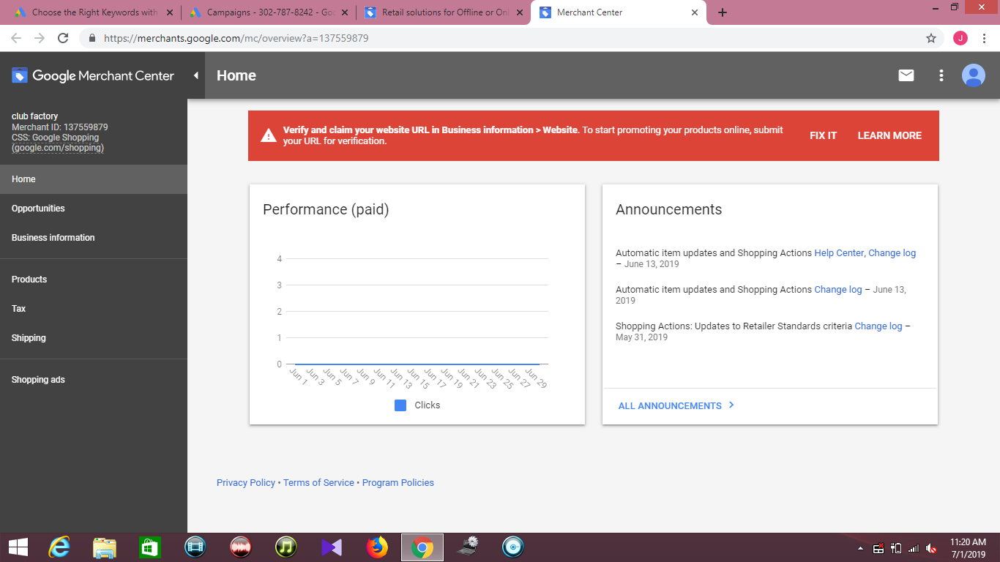 Choose the Right Keywords with
Campaigns - 302-787-8242 - Goo
Retail solutions for Offline or Onl
Merchant Center
https://merchants.google.com/mc/overview?a=137559879
J
Google Merchant Center
Home
club factory
Merchant ID: 137559879
CSS: Google Shopping
(google.com/shopping)
Home
Opportunities
Business information
Products
Tax
Shipping
Shopping ads
Verify and claim your website URL in Business information > Website. To start promoting your products online, submit
your URL for verification.
FIX IT
LEARN MORE
Performance (paid)
4
3
2
1
0
Jun 1
Jun 3
Jun 5
Jun 7
Jun 9
Jun 11
Jun 13
Jun 15
Jun 17
Jun 19
Jun 21
Jun 23
Jun 25
Jun 27
Jun 29
Clicks
Announcements
Automatic item updates and Shopping Actions Help Center, Change log
– June 13, 2019
Automatic item updates and Shopping Actions Change log – June 13,
2019
Shopping Actions: Updates to Retailer Standards criteria Change log –
May 31, 2019
ALL ANNOUNCEMENTS
Privacy Policy • Terms of Service • Program Policies
11:20 AM
7/1/2019